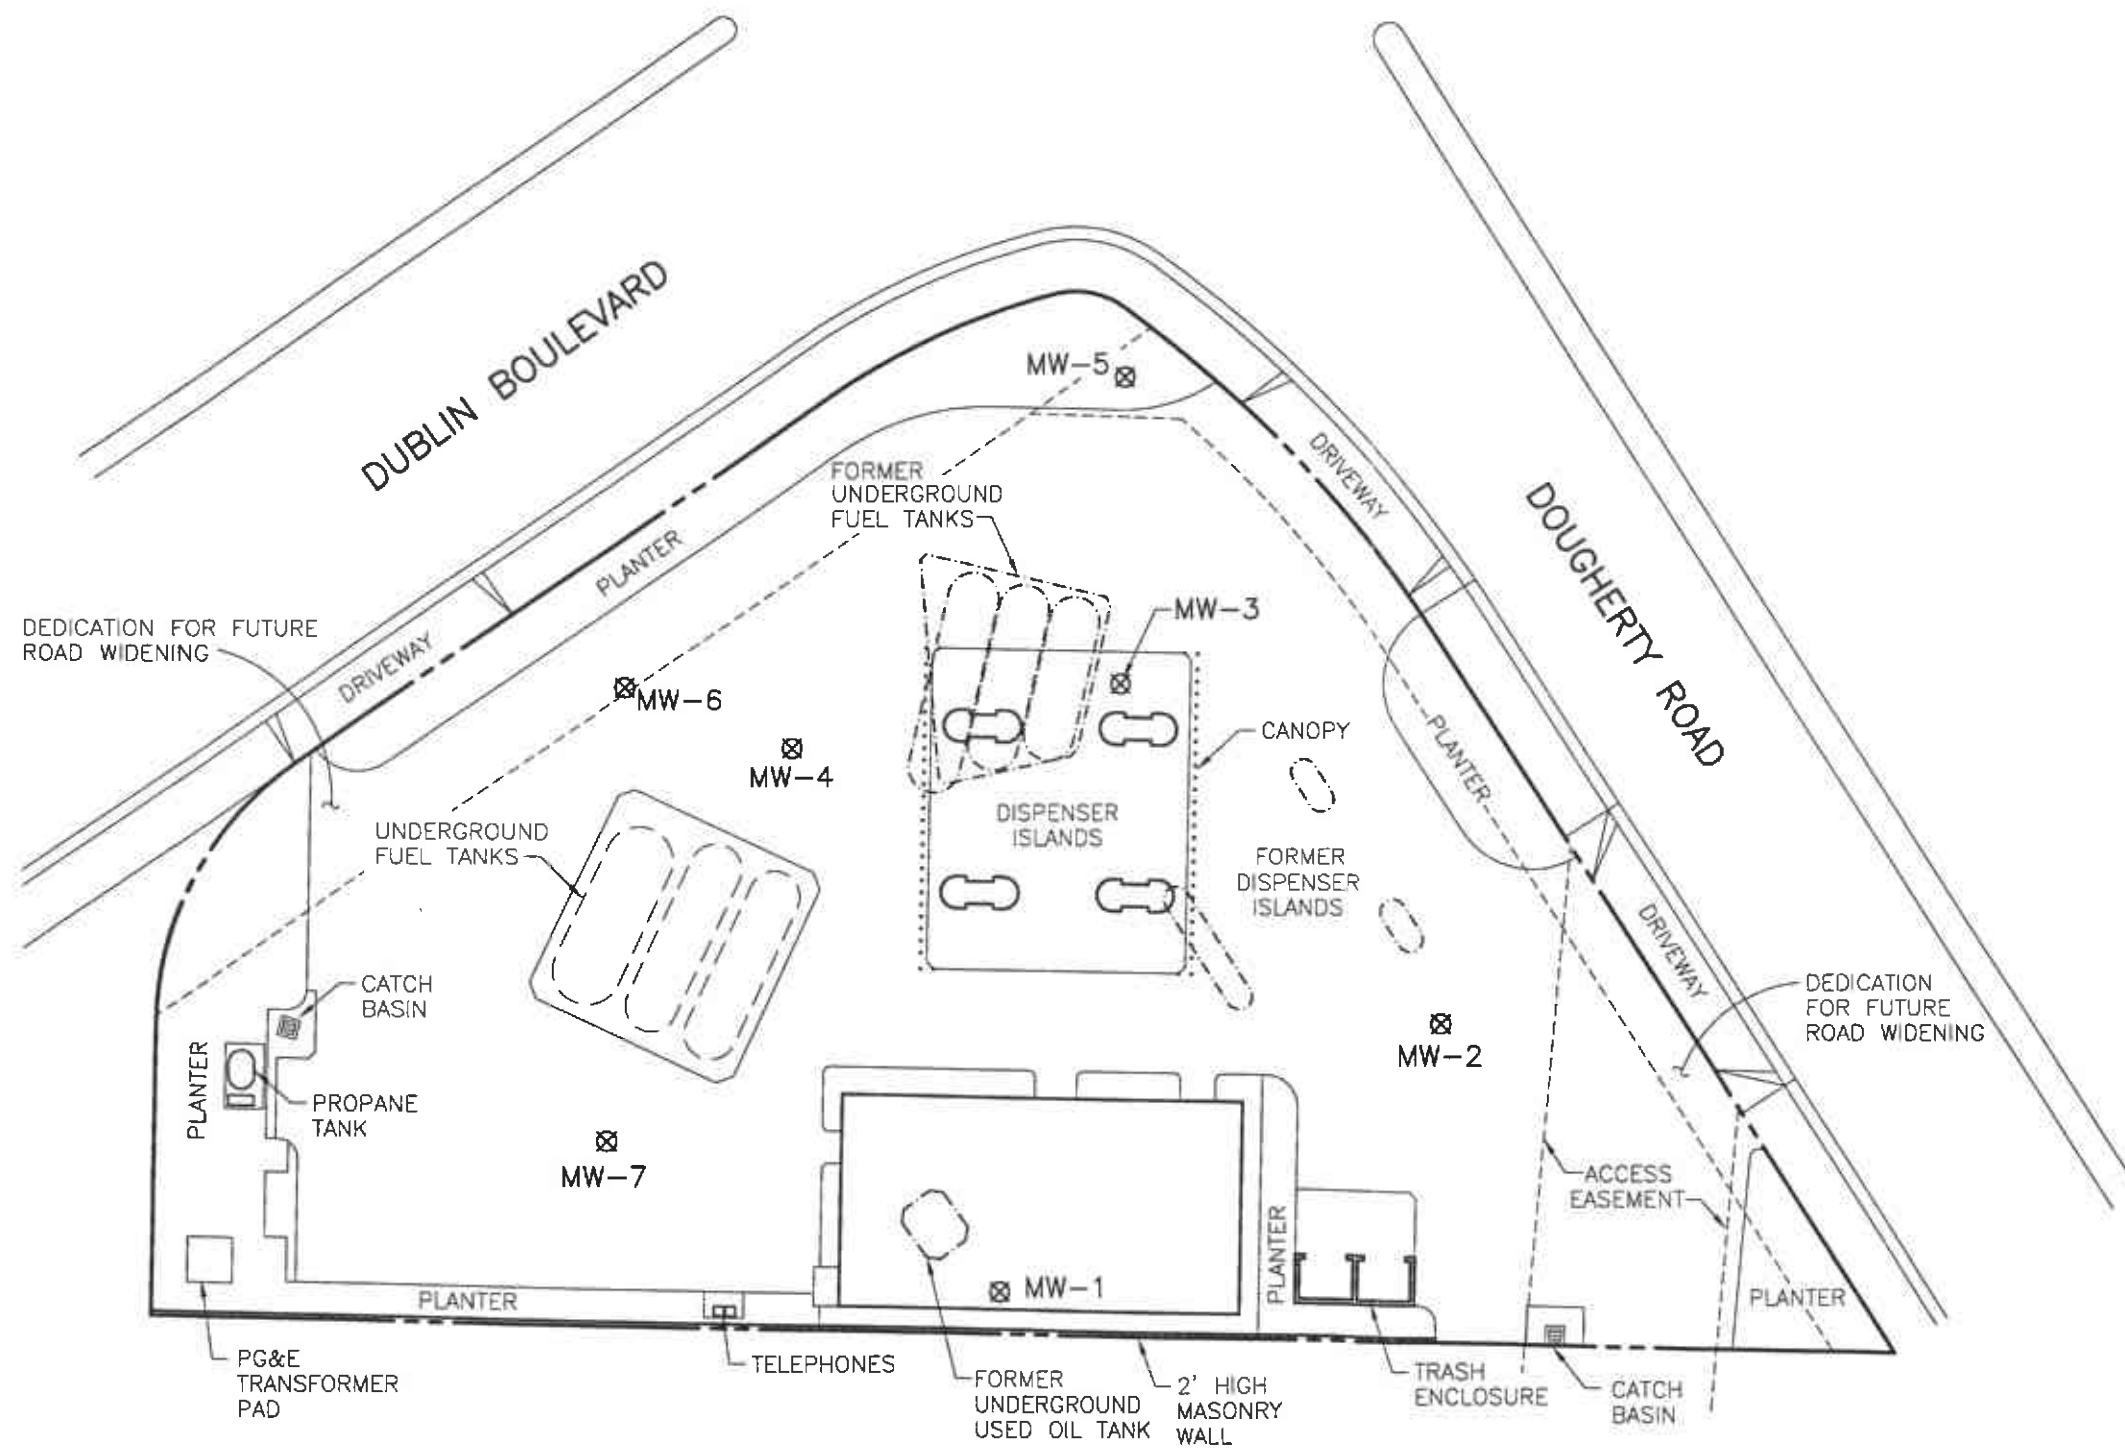 DUBLIN BOULEVARD
DOUGHERTY ROAD
MW-5
DRIVEWAY
FORMER
UNDERGROUND
FUEL TANKS
PLANTER
DEDICATION FOR FUTURE
ROAD WIDENING
DRIVEWAY
MW-3
MW-6
MW-4
CANOPY
PLANTER
UNDERGROUND
FUEL TANKS
DISPENSER
ISLANDS
FORMER
DISPENSER
ISLANDS
DRIVEWAY
CATCH
BASIN
DEDICATION
FOR FUTURE
ROAD WIDENING
MW-2
PLANTER
PROPANE
TANK
MW-7
ACCESS
EASEMENT
PLANTER
MW-1
PLANTER
PLANTER
PG&E
TRANSFORMER
PAD
TELEPHONES
FORMER
UNDERGROUND
USED OIL TANK
2' HIGH
MASONRY
WALL
TRASH
ENCLOSURE
CATCH
BASIN